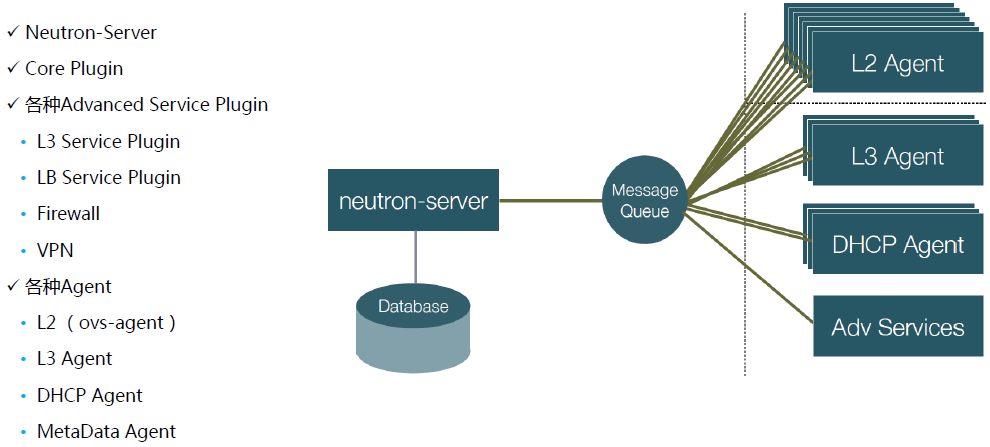 ✓ Neutron-Server
✓ Core Plugin
✓ 各种Advanced Service Plugin
• L3 Service Plugin
• LB Service Plugin
• Firewall
• VPN
✓ 各种Agent
• L2（ovs-agent）
• L3 Agent
• DHCP Agent
• MetaData Agent
neutron-server
Database
Message
Queue
L2 Agent
L3 Agent
DHCP Agent
Adv Services